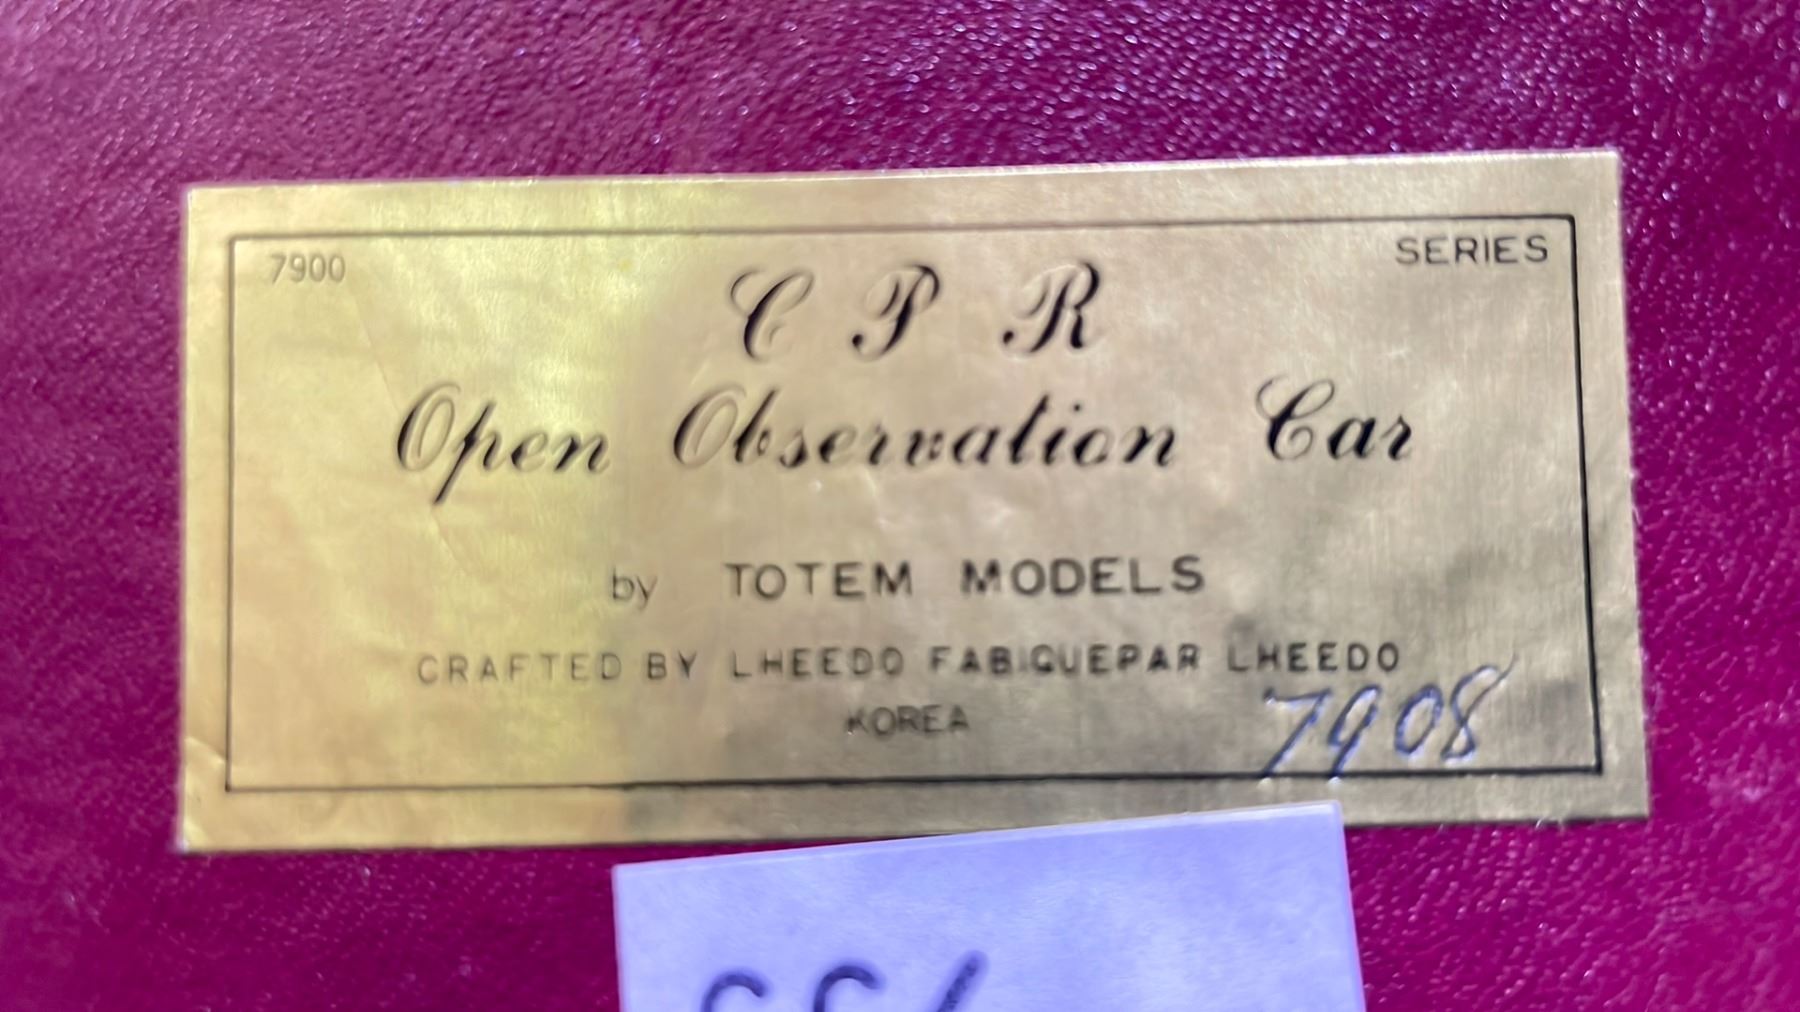 7900 SERIES
C P R
Open Observation Car
by TOTEM MODELS
CRAFTED BY LHEEDO FABIQUEPAR LHEEDO
KOREA
7908